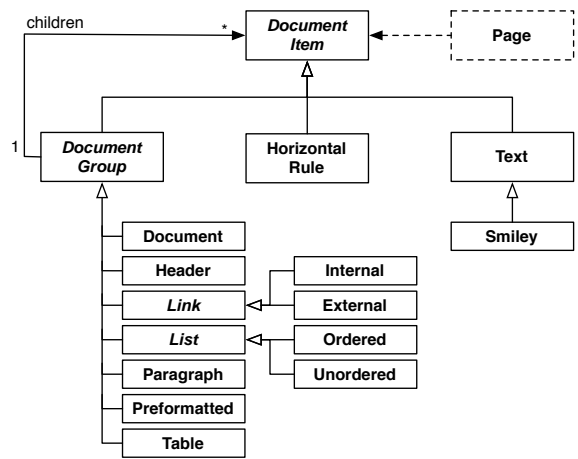 children
*
Document
Item
Page
1
Document
Group
Horizontal
Rule
Text
Document
Smiley
Header
Internal
Link
External
List
Ordered
Paragraph
Unordered
Preformatted
Table